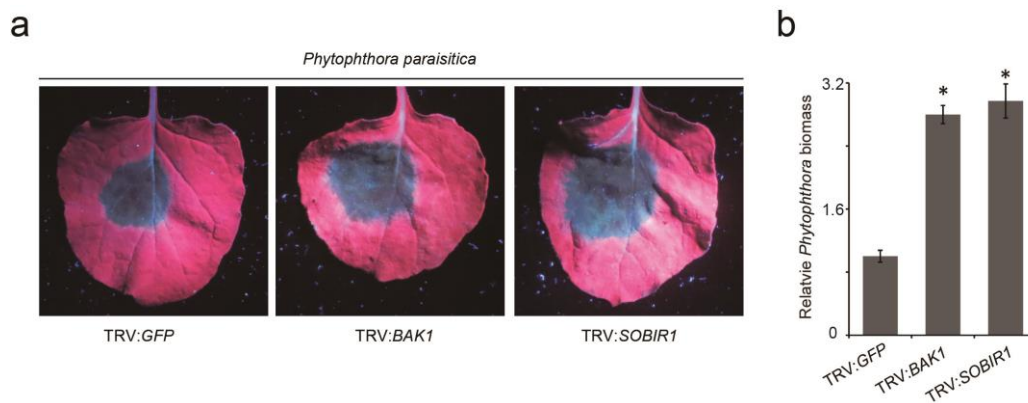 a
Phytophthora paraisitica
TRV:GFP
TRV:BAK1
TRV:SOBIR1
b
Relatvie Phytophthora biomass
3.2
1.6
0
*
*
TRV:GFP
TRV:BAK1
TRV:SOBIR1